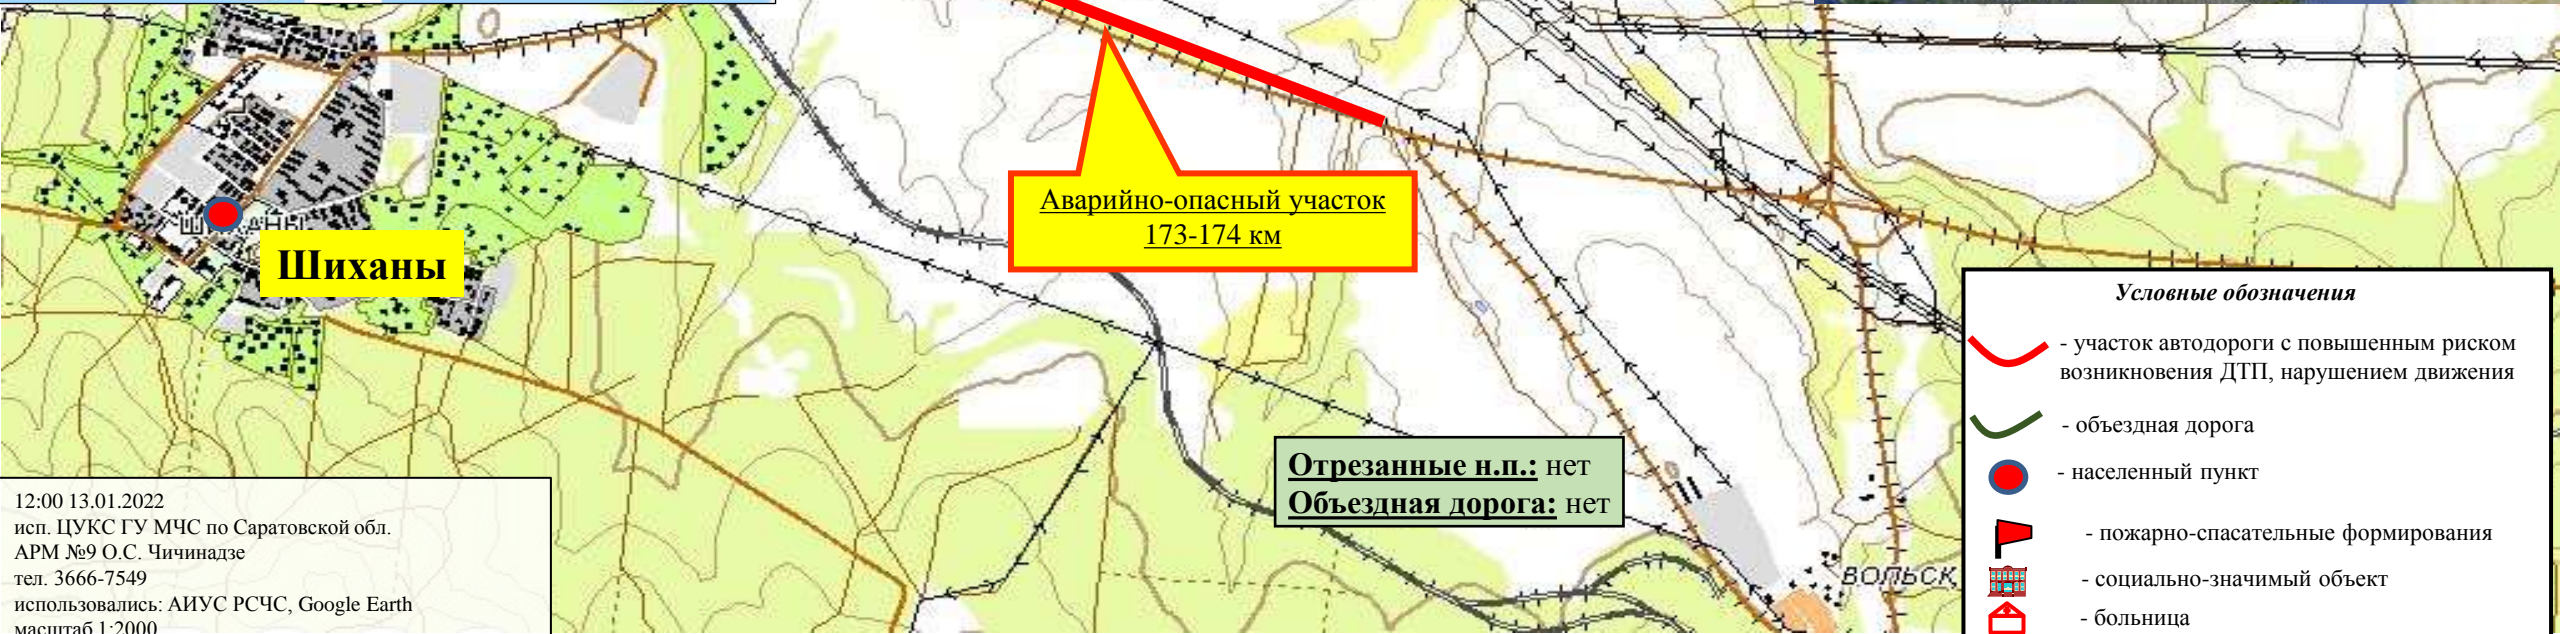 Аварийно-опасный участок
173-174 км
ШИХАНЫ
Шиханы
Условные обозначения
- участок автодороги с повышенным риском
возникновения ДТП, нарушением движения
- объездная дорога
- населенный пункт
- пожарно-спасательные формирования
- социально-значимый объект
- больница
Отрезанные н.п.: нет
Объездная дорога: нет
12:00 13.01.2022
исп. ЦУКС ГУ МЧС по Саратовской обл.
АРМ №9 О.С. Чичинадзе
тел. 3666-7549
использовались: АИУС РСЧС, Google Earth
масштаб 1:2000
ВОЛЬСК